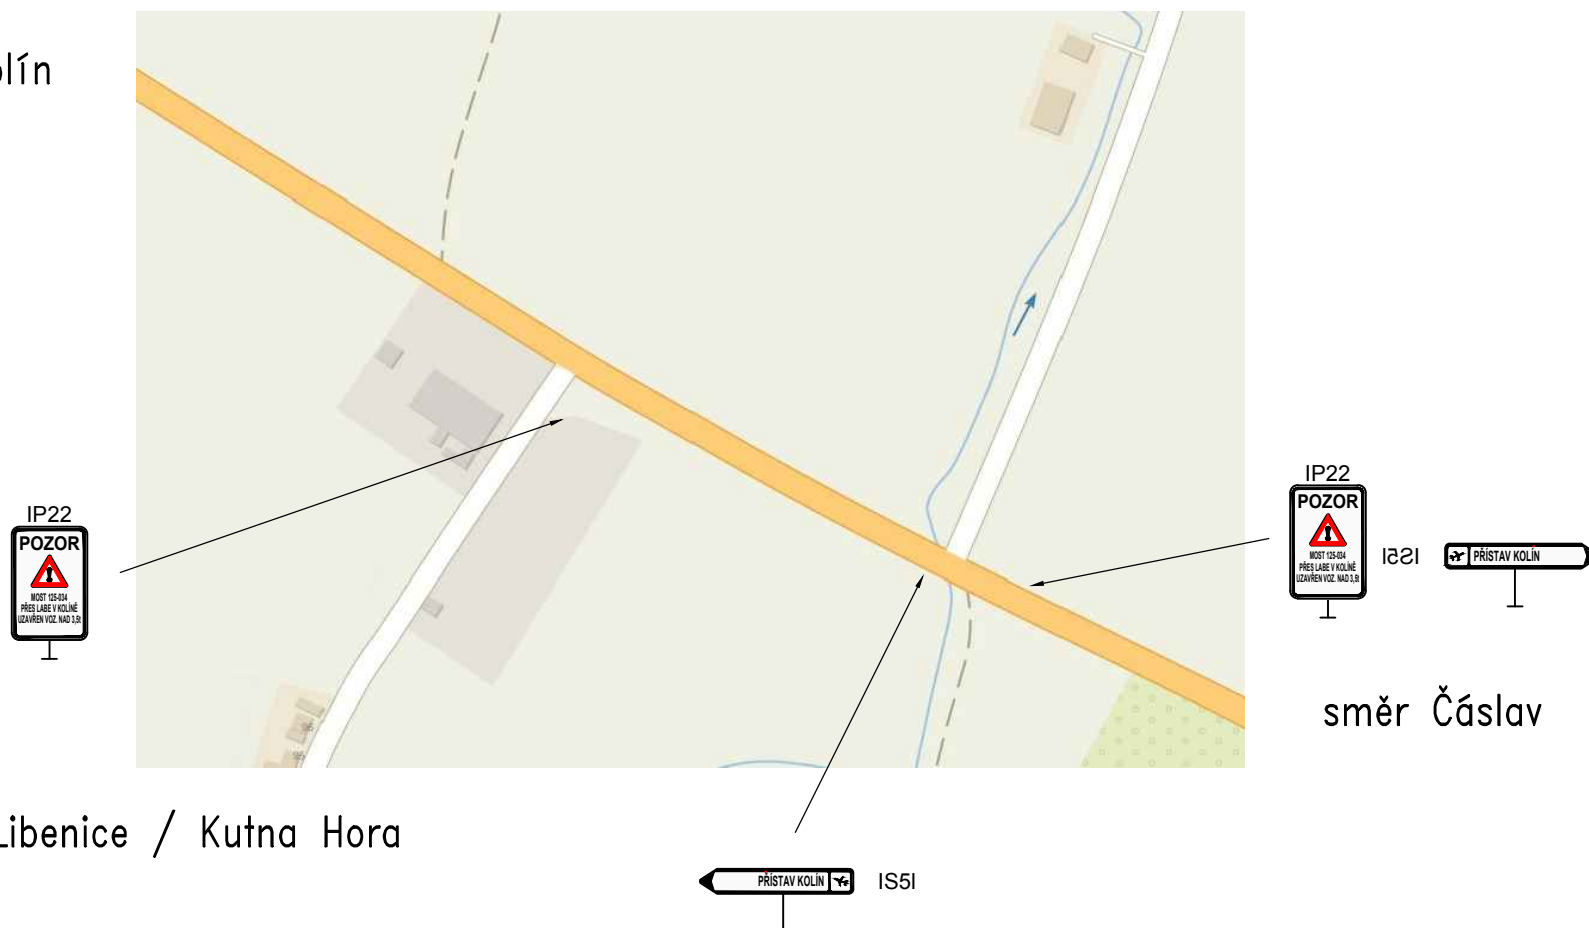 olín
IP22
POZOR
MOST 125-034
PŘES LABE V KOLÍNĚ
UZAVŘEN VOZ. NAD 3,5t
IP22
POZOR
MOST 125-034
PŘES LABE V KOLÍNĚ
UZAVŘEN VOZ. NAD 3,5t
IS5I
PŘÍSTAV KOLÍN
směr Čáslav
Libenice / Kutna Hora
PŘÍSTAV KOLÍN
IS5I